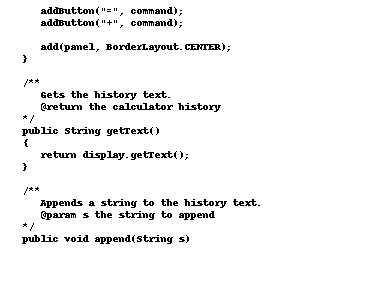 addButton("=", command);
addButton("+", command);
add(panel, BorderLayout.CENTER);
}
/**
Gets the history text.
@return the calculator history
*/
public String getText()
{
return display.getText();
}
/**
Appends a string to the history text.
@param s the string to append
*/
public void append(String s)